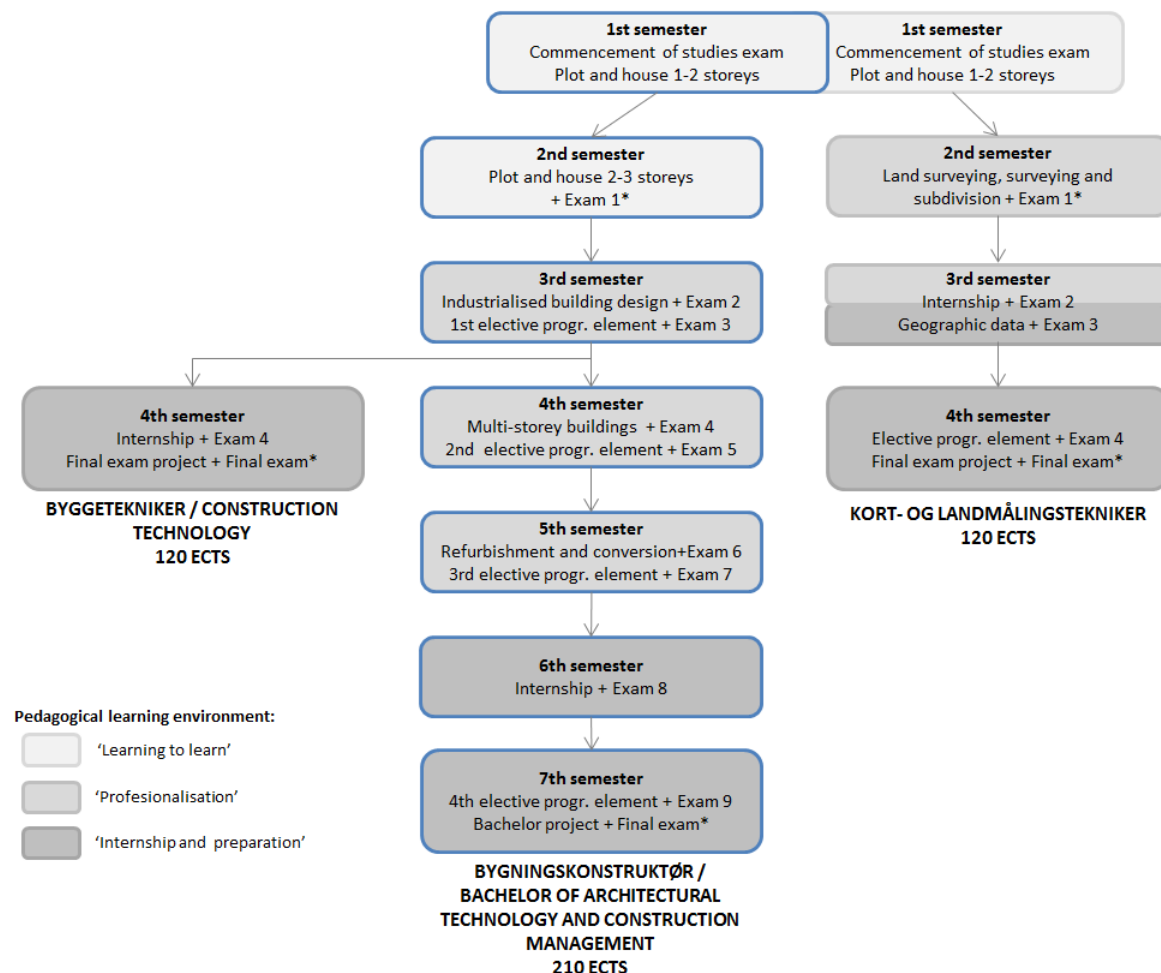 1st semester
Commencement of studies exam
Plot and house 1-2 storeys
1st semester
Commencement of studies exam
Plot and house 1-2 storeys
2nd semester
Plot and house 2-3 storeys
+ Exam 1*
2nd semester
Land surveying, surveying and
subdivision + Exam 1*
3rd semester
Industrialised building design + Exam 2
1st elective progr. element + Exam 3
3rd semester
Internship + Exam 2
Geographic data + Exam 3
4th semester
Internship + Exam 4
Final exam project + Final exam*
BYGGETEKNIKER / CONSTRUCTION
TECHNOLOGY
120 ECTS
4th semester
Multi-storey buildings + Exam 4
2nd elective progr. element + Exam 5
4th semester
Elective progr. element + Exam 4
Final exam project + Final exam*
KORT- OG LANDMÅLINGSTEKNIKER
120 ECTS
5th semester
Refurbishment and conversion+Exam 6
3rd elective progr. element + Exam 7
6th semester
Internship + Exam 8
7th semester
4th elective progr. element + Exam 9
Bachelor project + Final exam*
BYGNINGSKONSTRUKTØR /
BACHELOR OF ARCHITECTURAL
TECHNOLOGY AND CONSTRUCTION
MANAGEMENT
210 ECTS
Pedagogical learning environment:
‘Learning to learn’
‘Profesionalisation’
‘Internship and preparation’